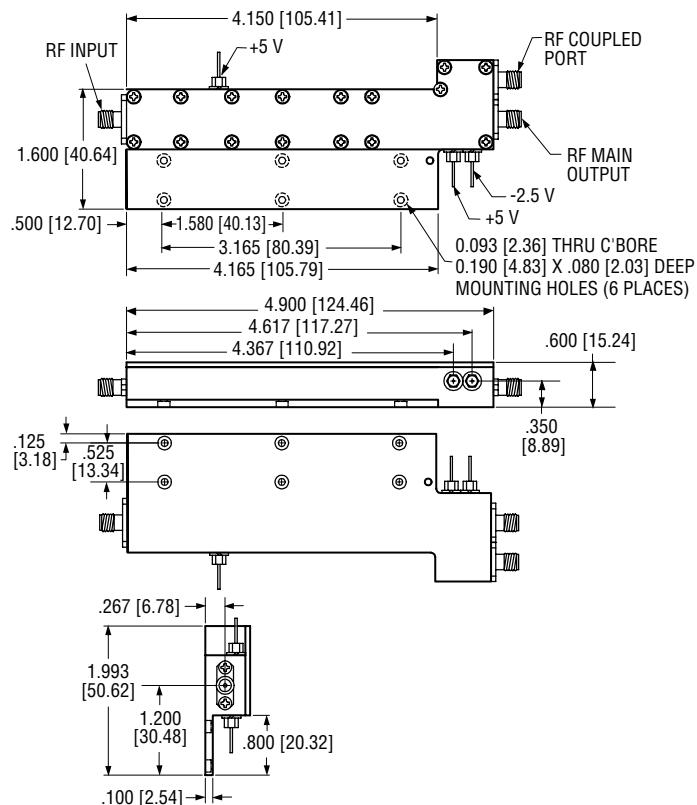 4.150 [105.41]
+5 V
RF INPUT
RF COUPLED
PORT
1.600 [40.64]
RF MAIN
OUTPUT
-2.5 V
+5 V
.500 [12.70]
1.580 [40.13]
3.165 [80.39]
4.165 [105.79]
0.093 [2.36] THRU C'BORE
0.190 [4.83] X .080 [2.03] DEEP
MOUNTING HOLES (6 PLACES)
4.900 [124.46]
4.617 [117.27]
4.367 [110.92]
.600 [15.24]
.350
[8.89]
.125
[3.18]
.525
[13.34]
.267 [6.78]
1.993
[50.62]
1.200
[30.48]
.800 [20.32]
.100 [2.54]